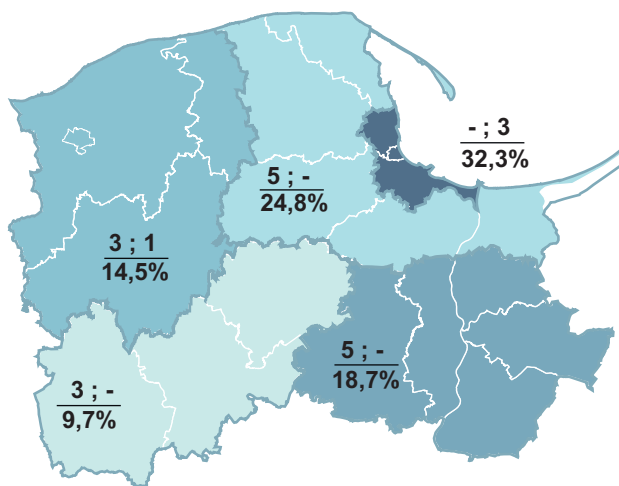 - ; 3
32,3%
5 ; -
24,8%
3 ; 1
14,5%
5 ; -
18,7%
3 ; -
9,7%